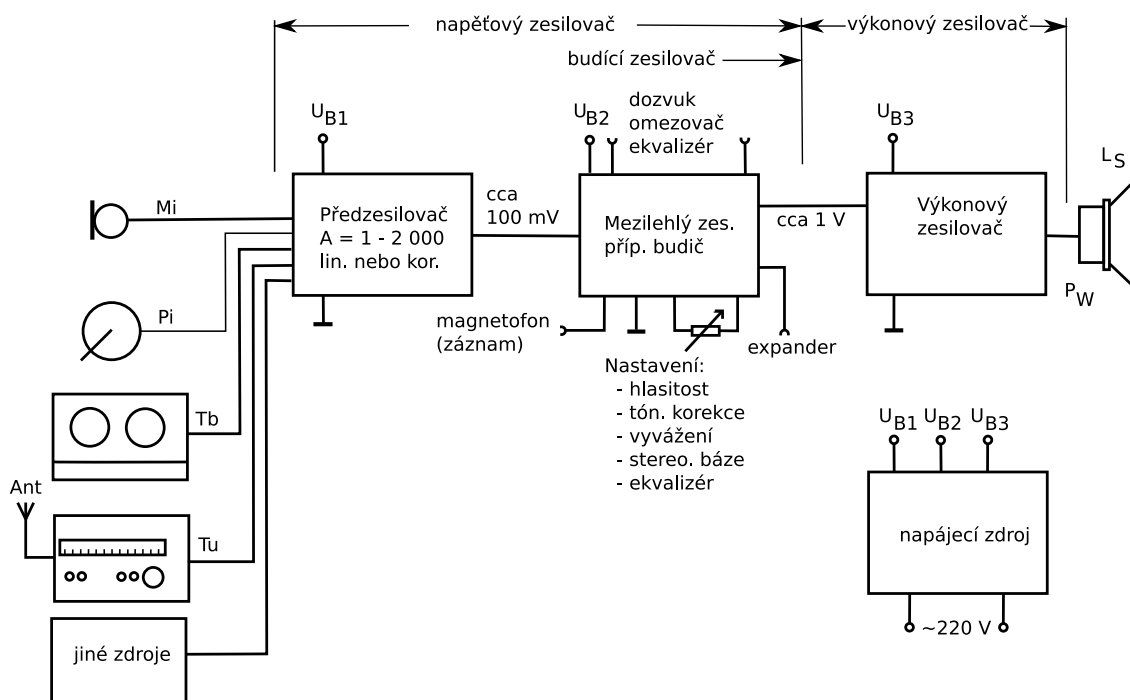 napěťový zesilovač
výkonový zesilovač
budící zesilovač
U_B1
U_B2
dozvuk
omezovač
ekvalizér
U_B3
L_S
Mi
Předzesilovač
A = 1 - 2 000
lin. nebo kor.
cca
100 mV
Mezilehlý zes.
příp. budič
cca 1 V
Výkonový
zesilovač
P_W
Pi
magnetofon
(záznam)
expander
Nastavení:
- hlasitost
- tón. korekce
- vyvážení
- stereo. báze
- ekvalizér
Tb
Ant
Tu
jiné zdroje
U_B1
U_B2
U_B3
napájecí zdroj
~220 V